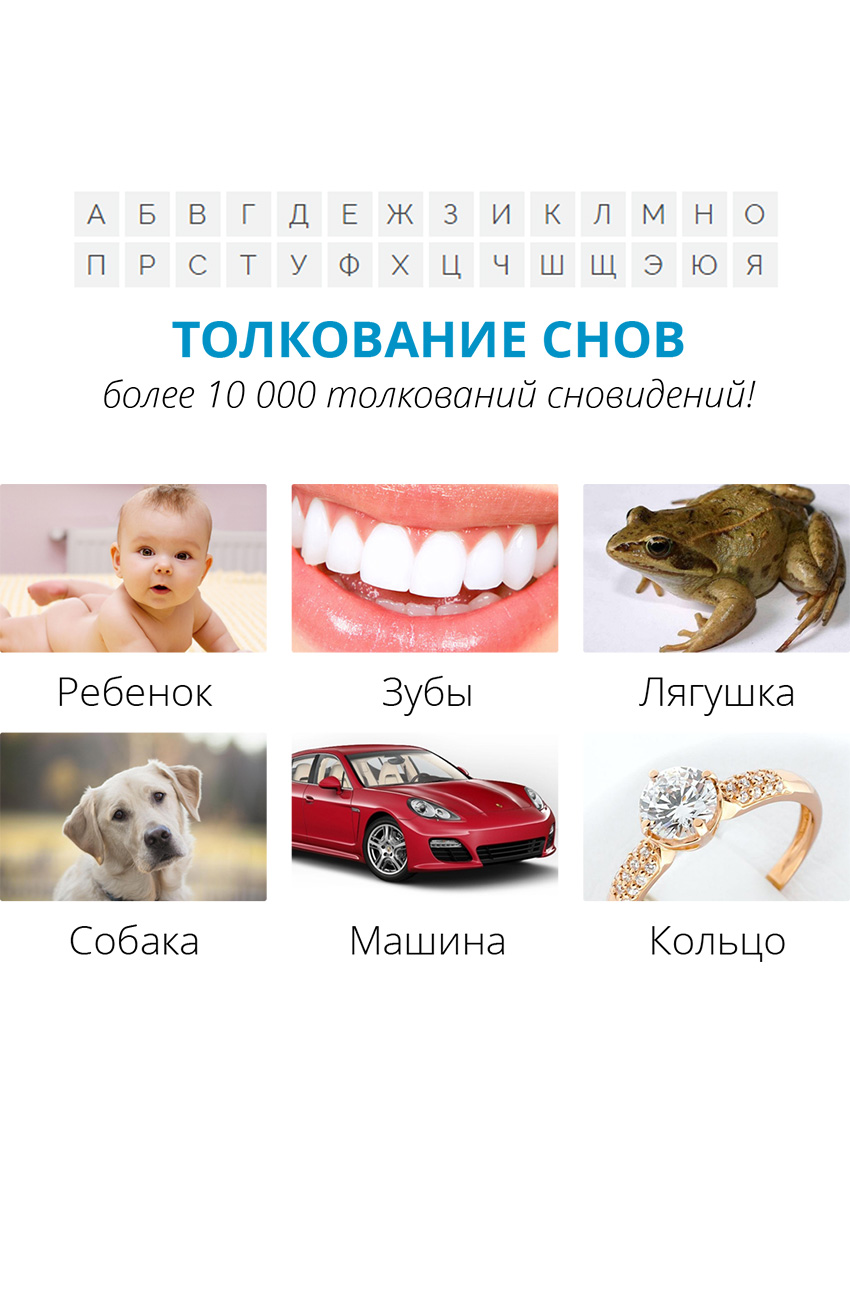 А Б В Г Д Е Ж З И К Л М Н О
П Р С Т У Ф Х Ц Ч Ш Щ Э Ю Я
ТОЛКОВАНИЕ СНОВ
более 10 000 толкований сновидений!
Ребенок Зубы Лягушка
Собака Машина Кольцо